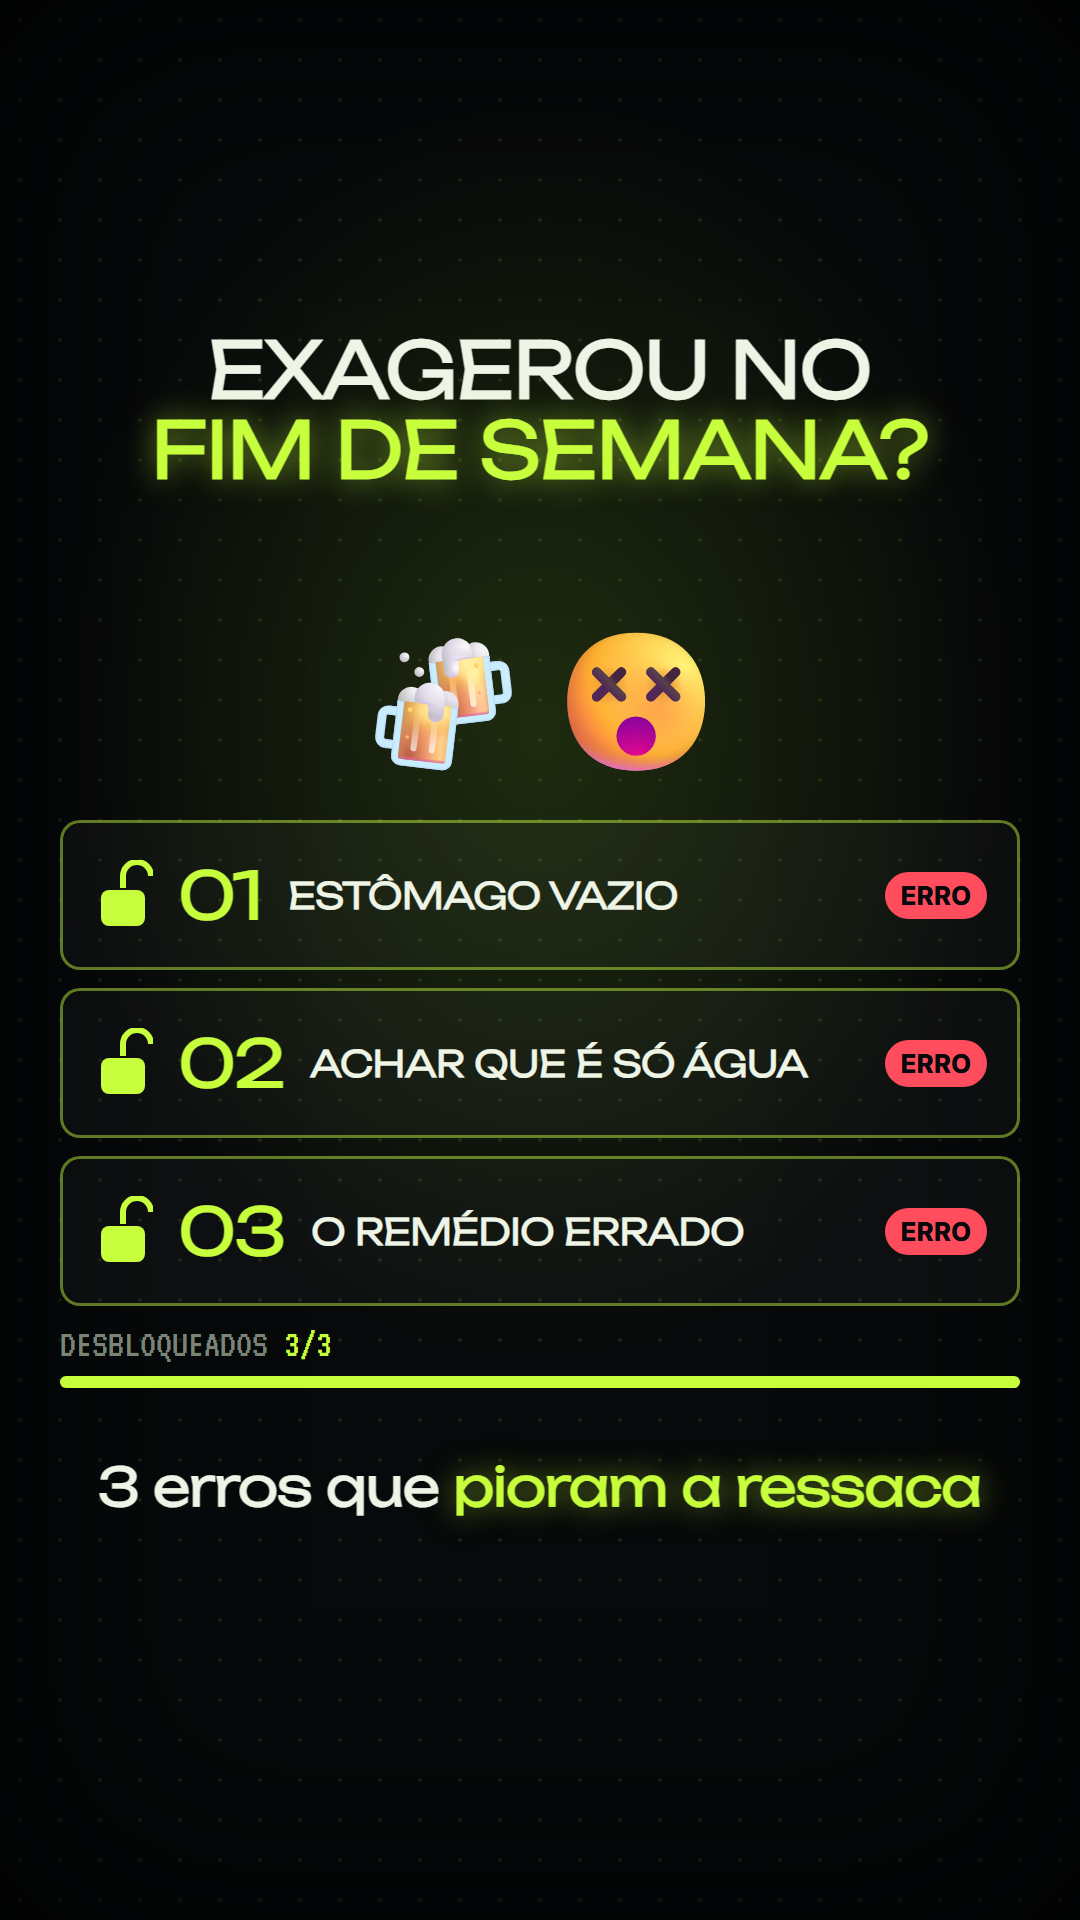 EXAGEROU NO
FIM DE SEMANA?
01 ESTÔMAGO VAZIO ERRO
02 ACHAR QUE É SÓ ÁGUA ERRO
03 O REMÉDIO ERRADO ERRO
DESBLOQUEADOS 3/3
3 erros que pioram a ressaca